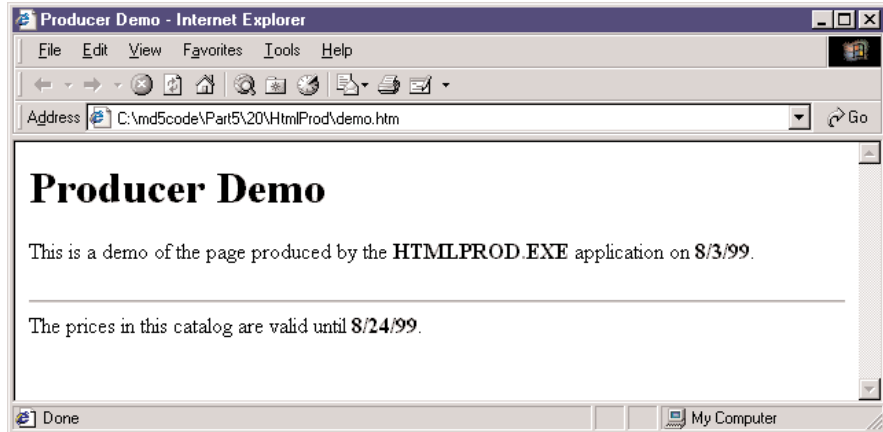 Producer Demo - Internet Explorer
File Edit View Favorites Tools Help
Address C:\md5code\Part5\20\HtmlProd\demo.htm Go
Producer Demo
This is a demo of the page produced by the HTMLPROD.EXE application on 8/3/99.
The prices in this catalog are valid until 8/24/99.
Done My Computer